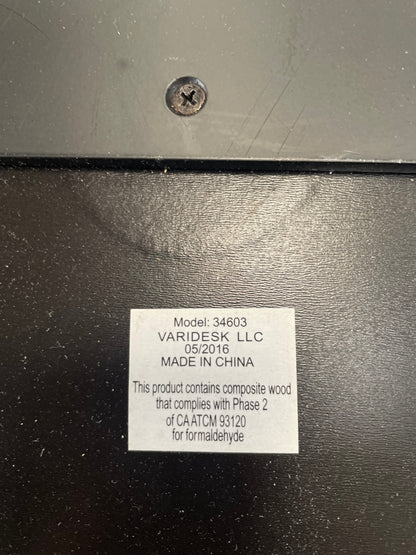 Model: 34603
VARIDESK LLC
05/2016
MADE IN CHINA
This product contains composite wood
that complies with Phase 2
of CA ATCM 93120
for formaldehyde